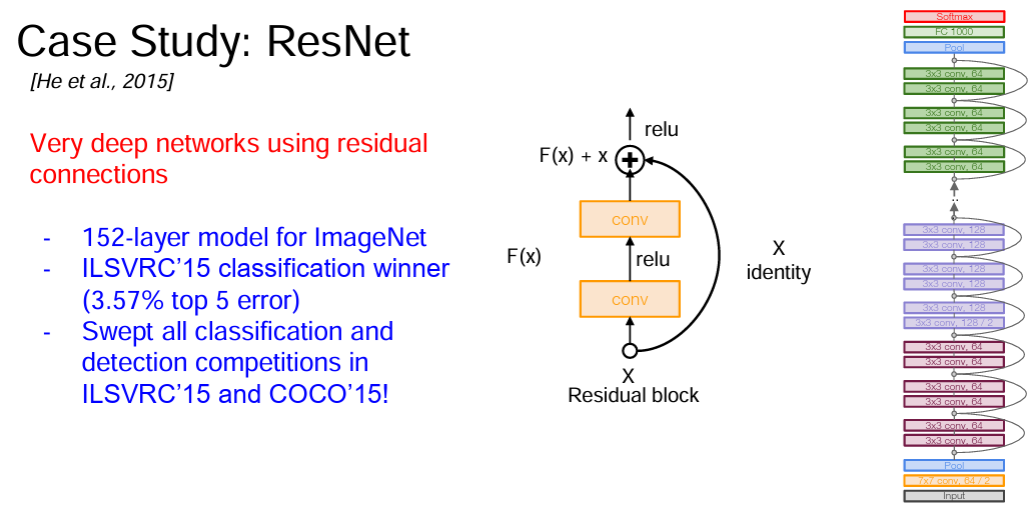 Case Study: ResNet
[He et al., 2015]
Very deep networks using residual
connections
- 152-layer model for ImageNet
- ILSVRC'15 classification winner
(3.57% top 5 error)
- Swept all classification and
detection competitions in
ILSVRC'15 and COCO'15!
relu
F(x) + x
conv
F(x)
relu
X
identity
conv
X
Residual block
Softmax
FC 1000
Pool
3x3 conv, 64
3x3 conv, 64
3x3 conv, 64
3x3 conv, 64
3x3 conv, 64
3x3 conv, 64
..
3x3 conv, 128
3x3 conv, 128
3x3 conv, 128
3x3 conv, 128
3x3 conv, 128
3x3 conv, 128 / 2
3x3 conv, 64
3x3 conv, 64
3x3 conv, 64
3x3 conv, 64
3x3 conv, 64
3x3 conv, 64
Pool
7x7 conv, 64 / 2
Input